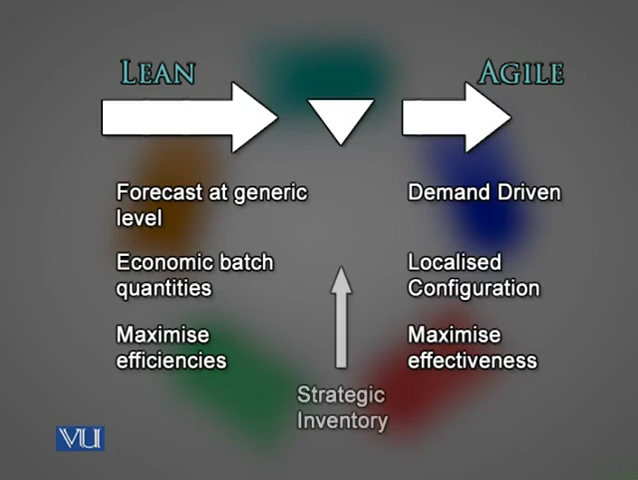 LEAN
AGILE
Forecast at generic
level
Demand Driven
Economic batch
quantities
Localised
Configuration
Maximise
efficiencies
Maximise
effectiveness
Strategic
Inventory
VU